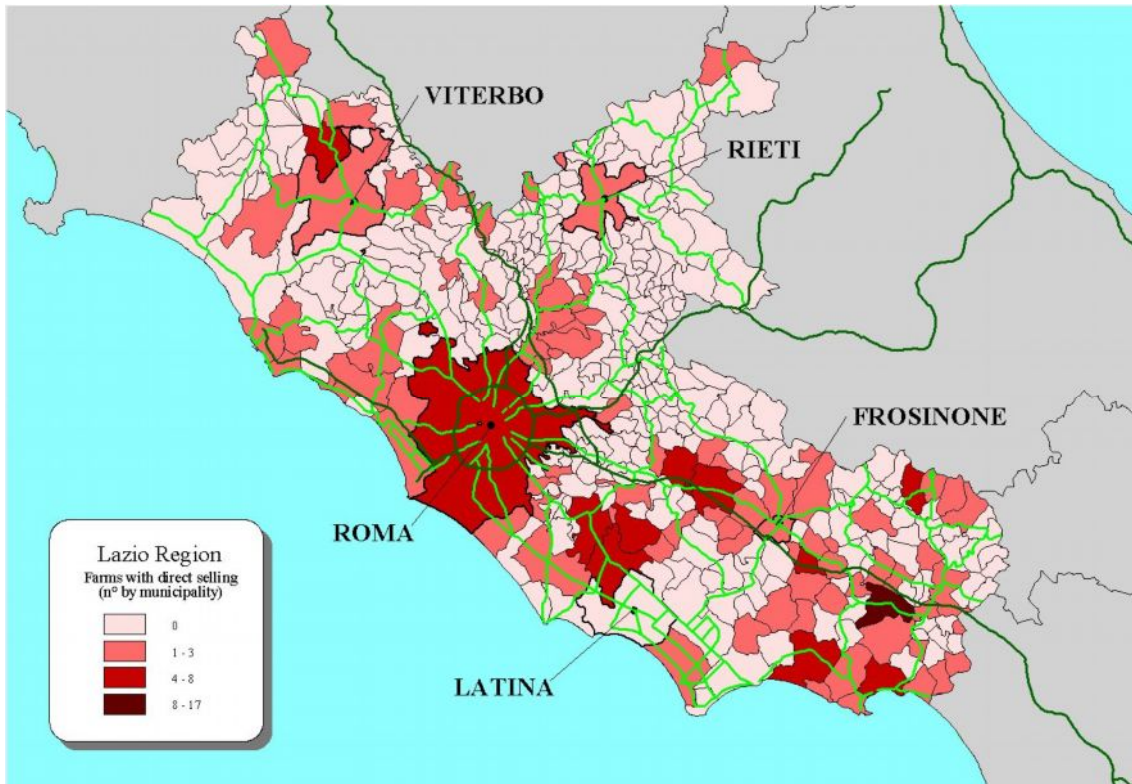 VITERBO
RIETI
FROSINONE
ROMA
LATINA
Lazio Region
Farms with direct selling
(n° by municipality)
0
1 - 3
4 - 8
8 - 17